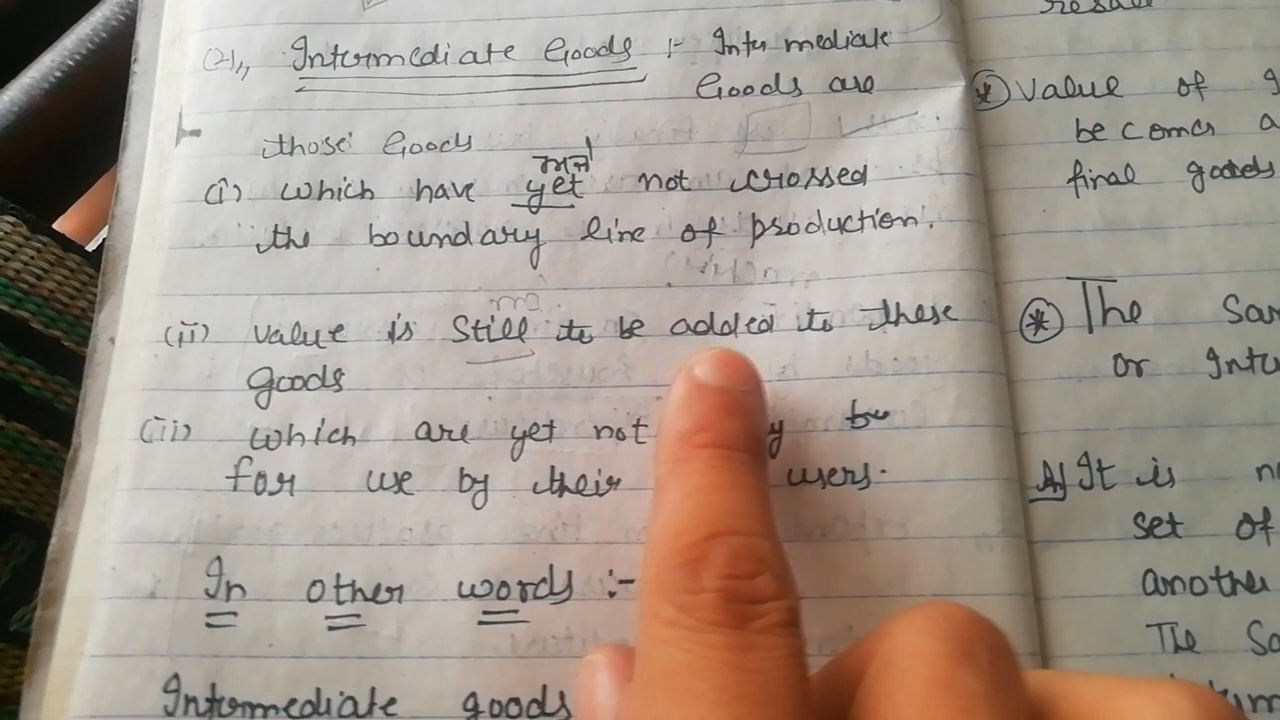 (2),, Intermediate Goods :- Intermediate
Goods are
those Goods
ਅਜੇ
(i) which have yet not crossed
the boundary line of production.
(ii) Value is still to be added to these
goods
(iii) which are yet not
for use by their users.
In other words :-
Intermediate goods
* Value of
becomes a
final goods
* The
or
A) It is
set of
another
The